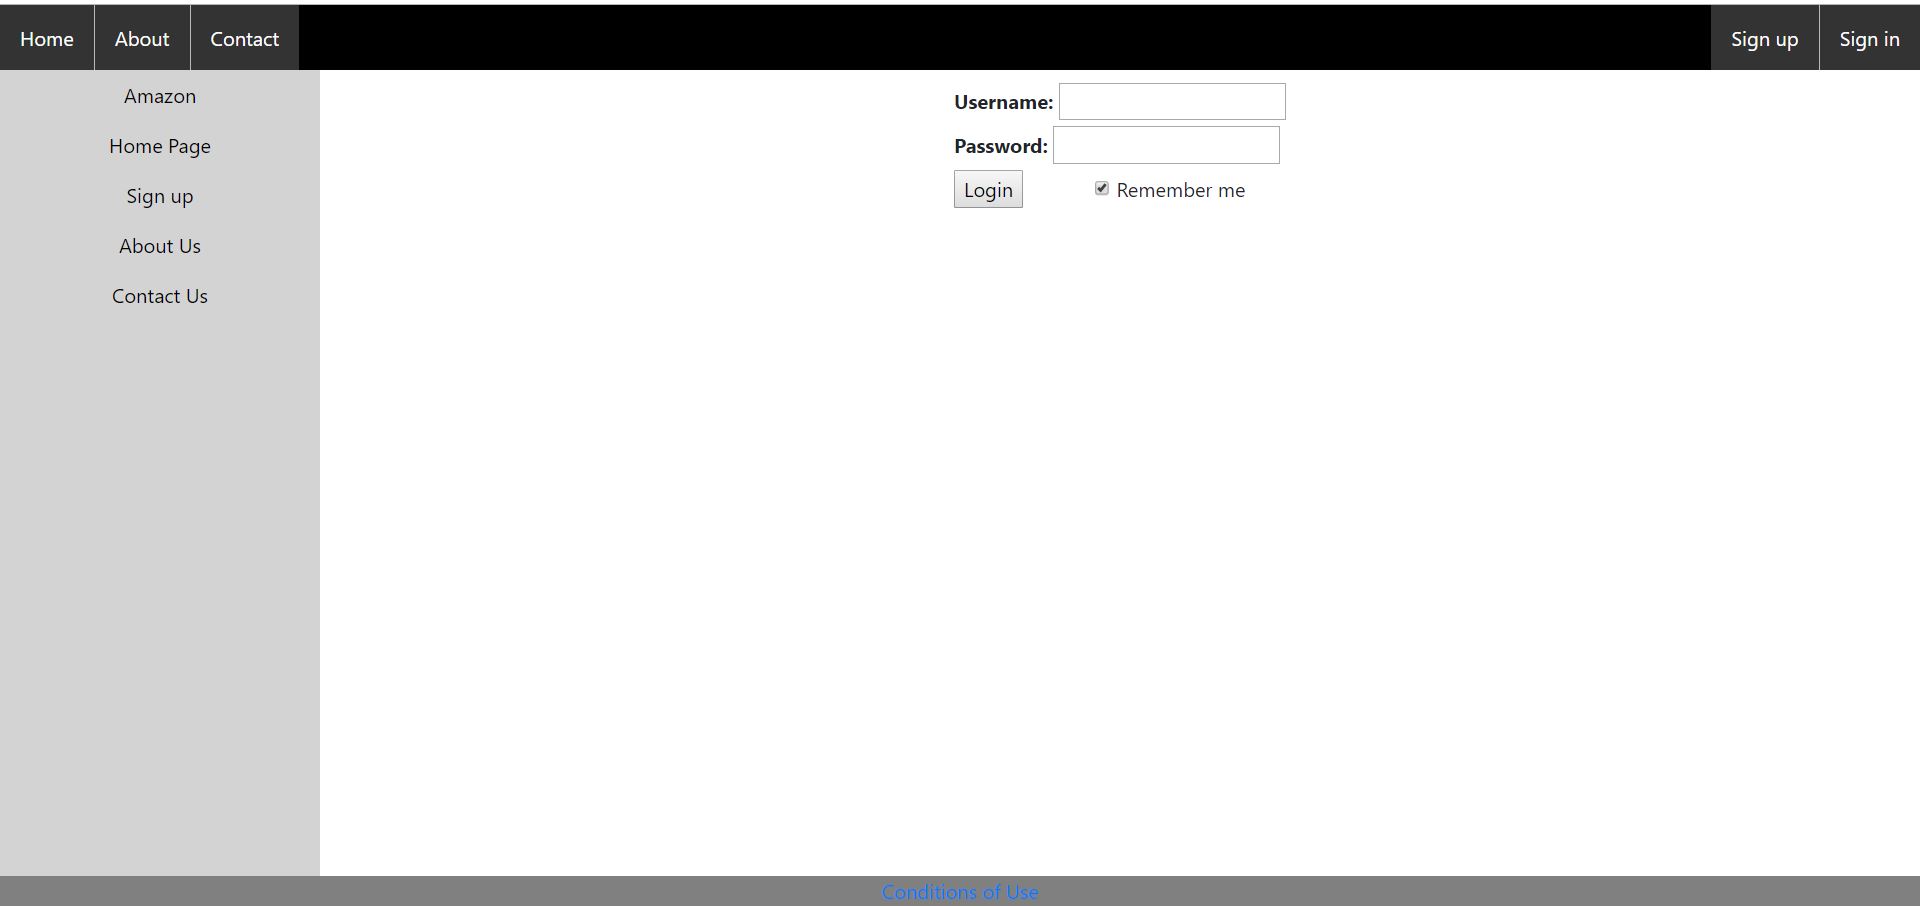 Home About Contact Sign up Sign in
Amazon
Home Page
Sign up
About Us
Contact Us
Username:
Password:
Login Remember me
Conditions of Use